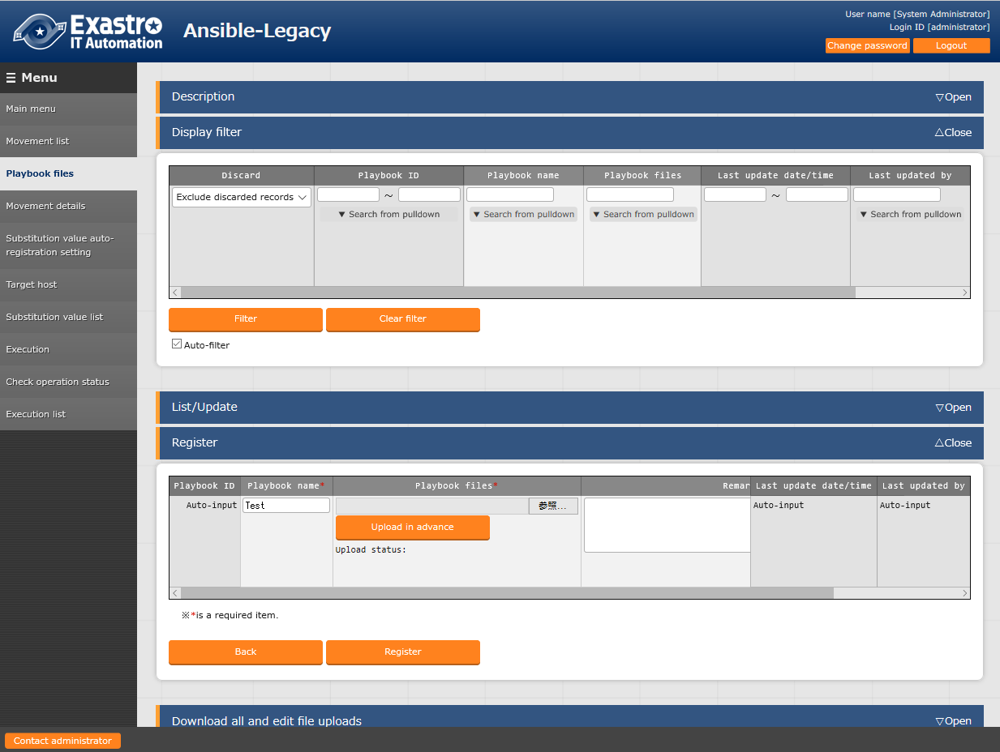 Exastro
IT Automation
Ansible-Legacy
User name [System Administrator]
Login ID [administrator]
Change password
Logout
☰ Menu
Main menu
Movement list
Playbook files
Movement details
Substitution value auto-
registration setting
Target host
Substitution value list
Execution
Check operation status
Execution list
Description
▽Open
Display filter
△Close
Discard
Playbook ID
Playbook name
Playbook files
Last update date/time
Last updated by
Exclude discarded records
～
～
▼ Search from pulldown
▼ Search from pulldown
▼ Search from pulldown
▼ Search from pulldown
Filter
Clear filter
Auto-filter
List/Update
▽Open
Register
△Close
Playbook ID
Playbook name*
Playbook files*
Remar
Last update date/time
Last updated by
Auto-input
Test
参照...
Auto-input
Auto-input
Upload in advance
Upload status:
※*is a required item.
Back
Register
Download all and edit file uploads
▽Open
Contact administrator